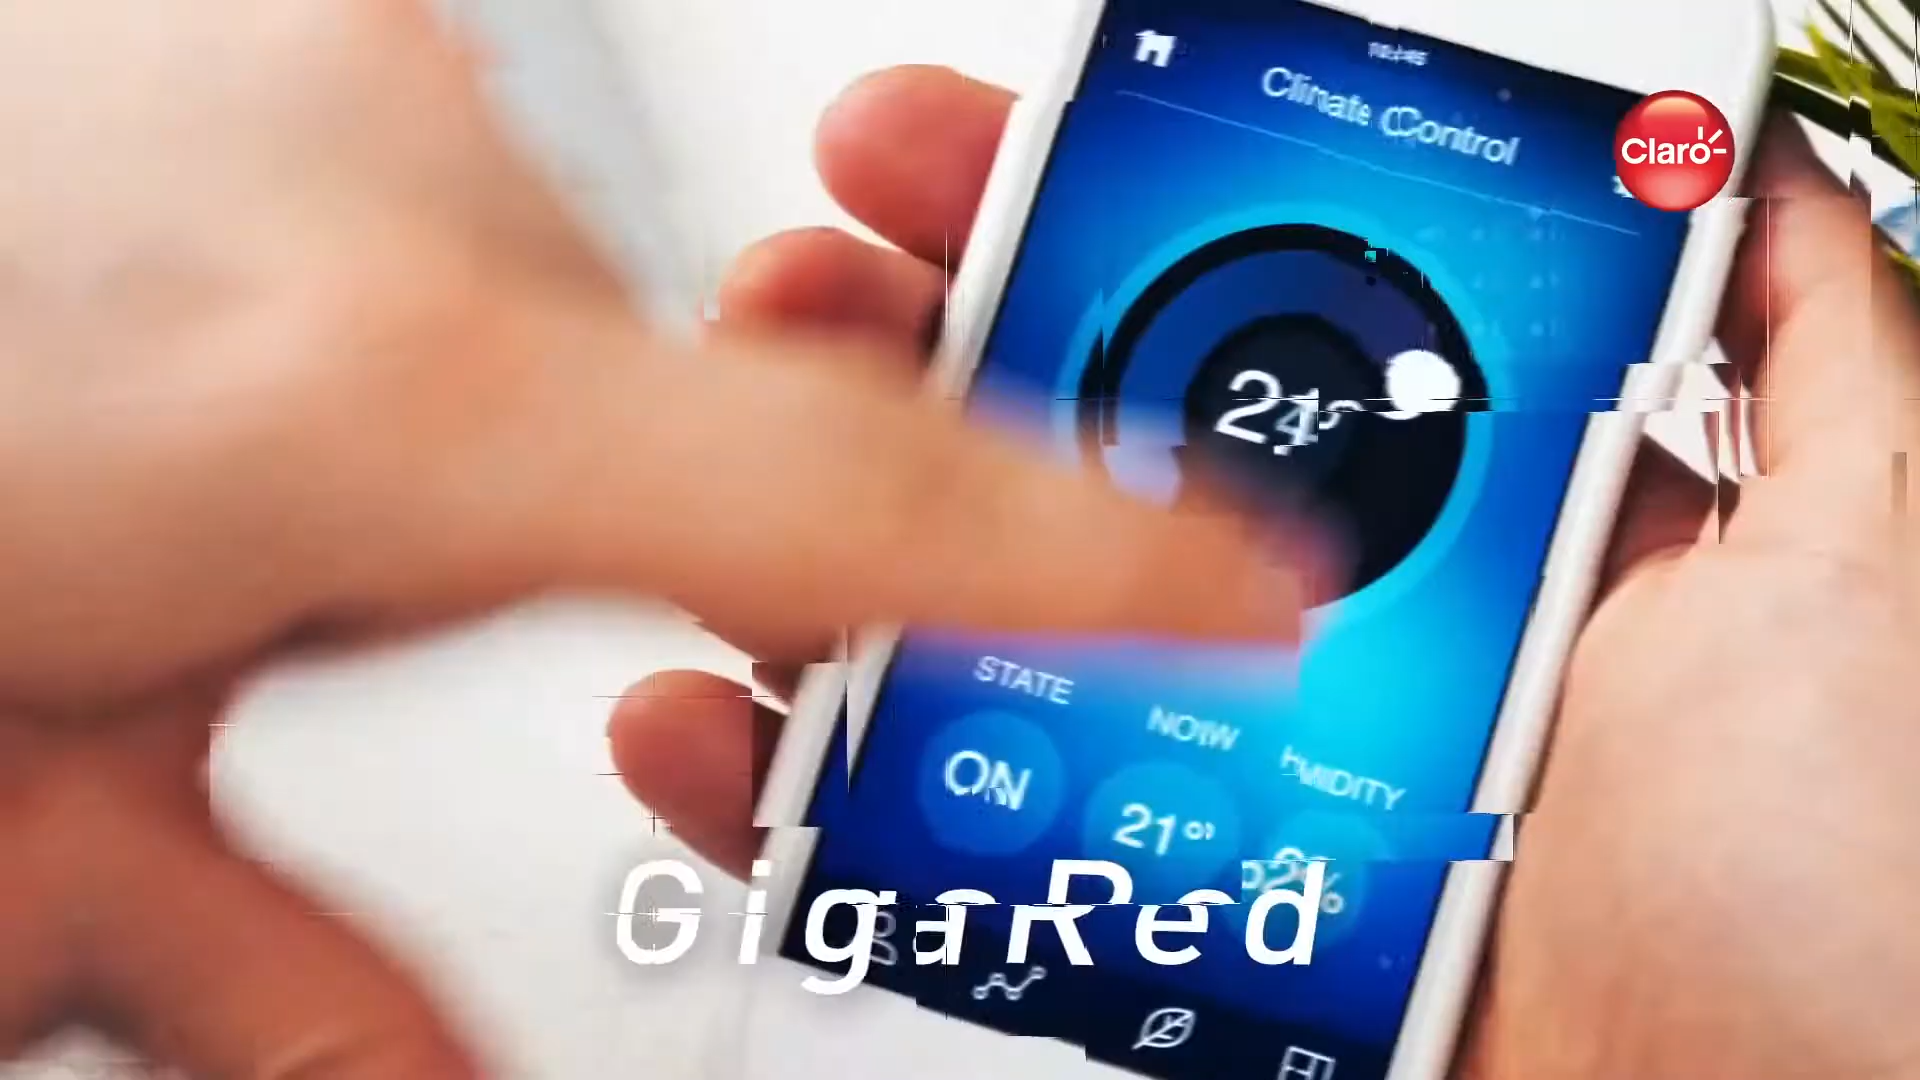 Climate Control
Claro
24°
STATE
NOW
HUMIDITY
ON
21°
GigaRed